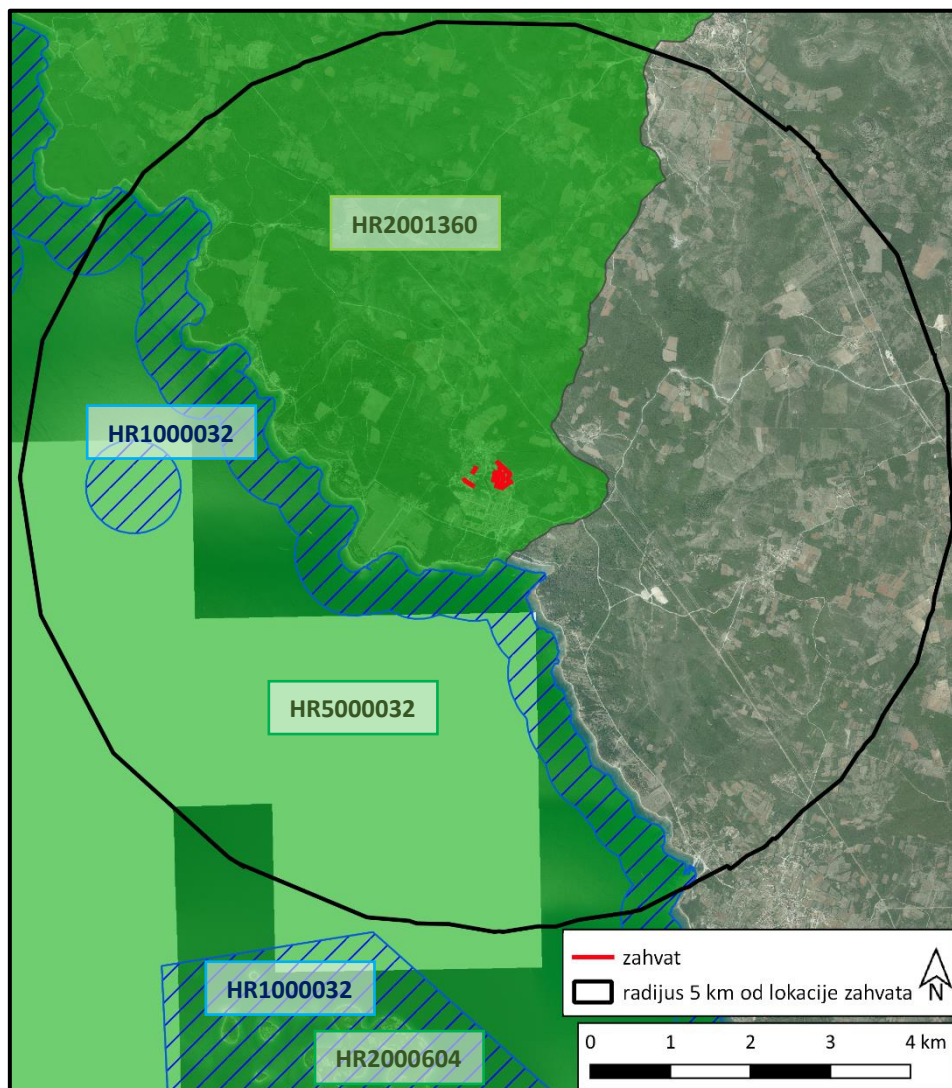 HR2001360
HR1000032
HR5000032
HR1000032
HR2000604
zahvat
radijus 5 km od lokacije zahvata
N
0 1 2 3 4 km